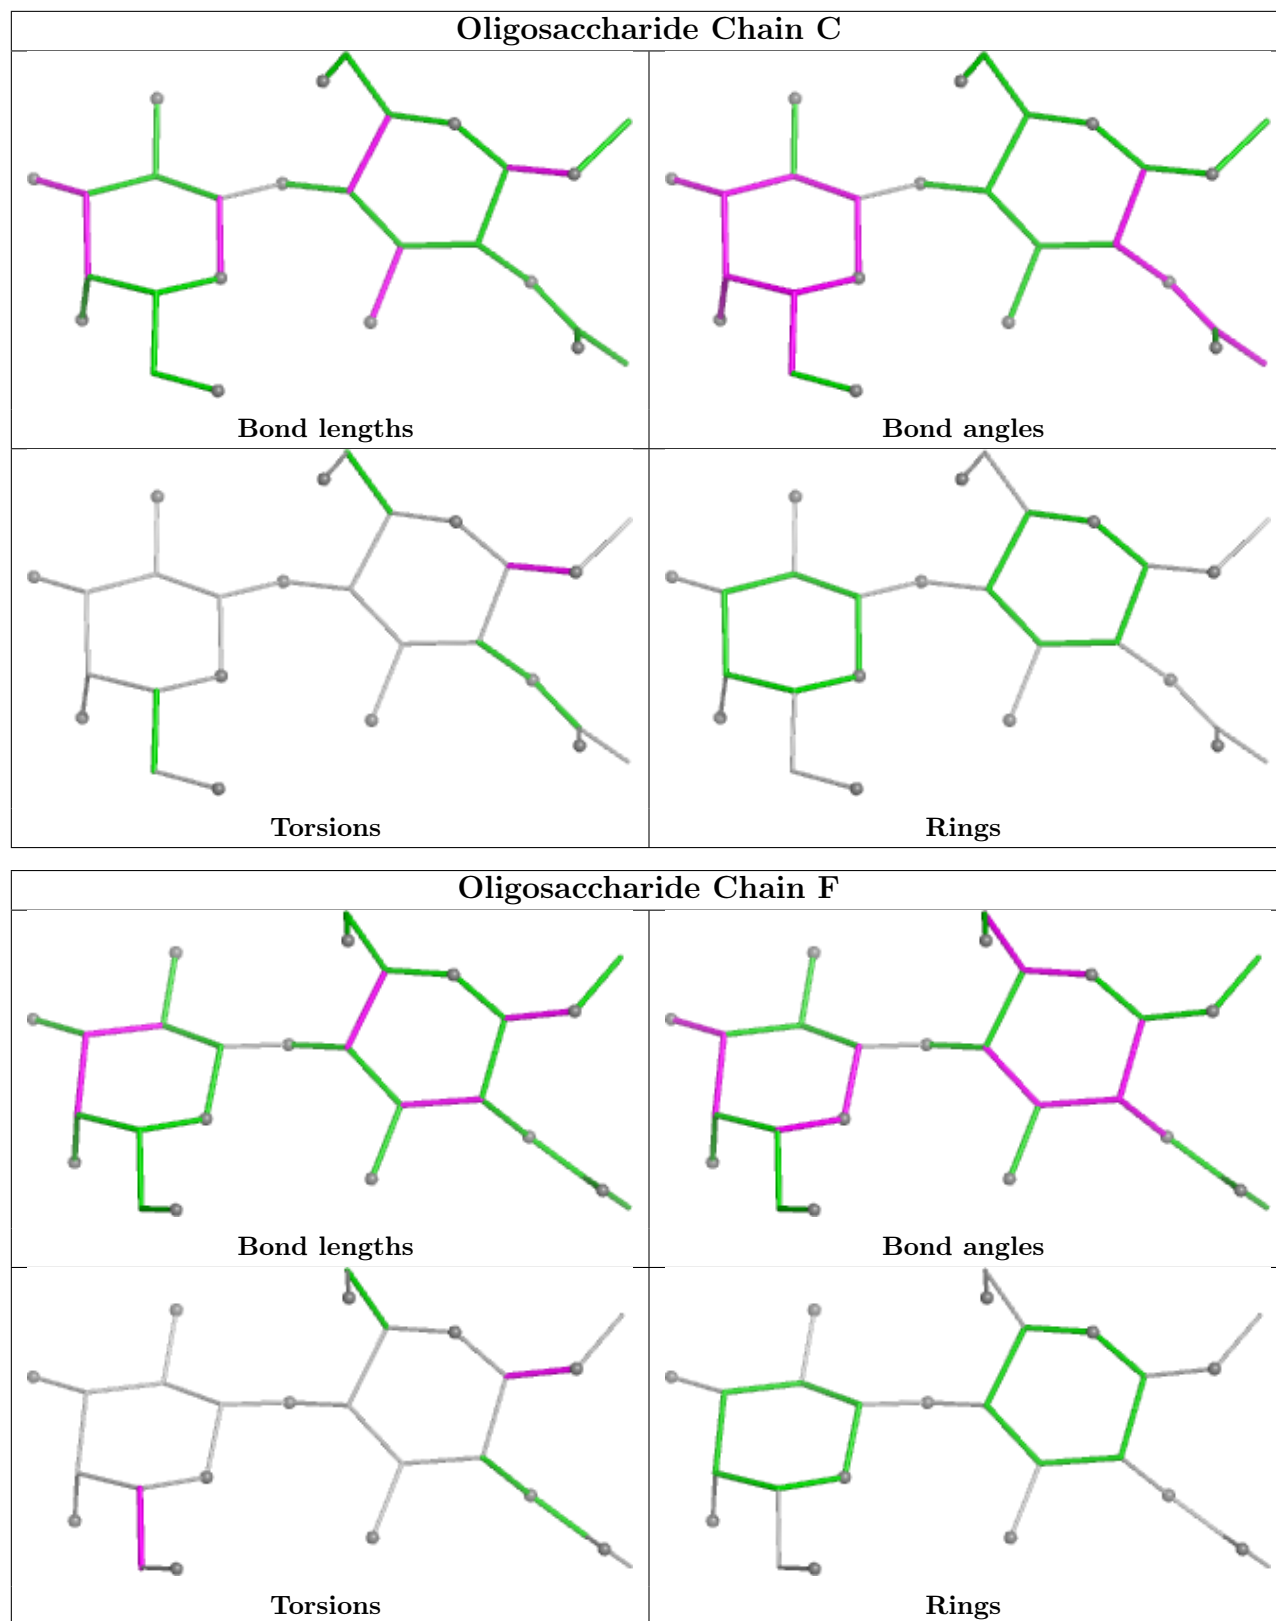 Oligosaccharide Chain C
Bond lengths
Bond angles
Torsions
Rings
Oligosaccharide Chain F
Bond lengths
Bond angles
Torsions
Rings